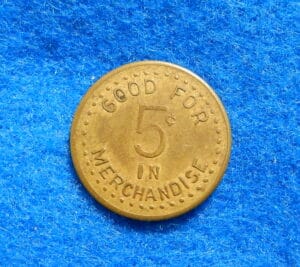 GOOD FOR
5¢
IN
MERCHANDISE